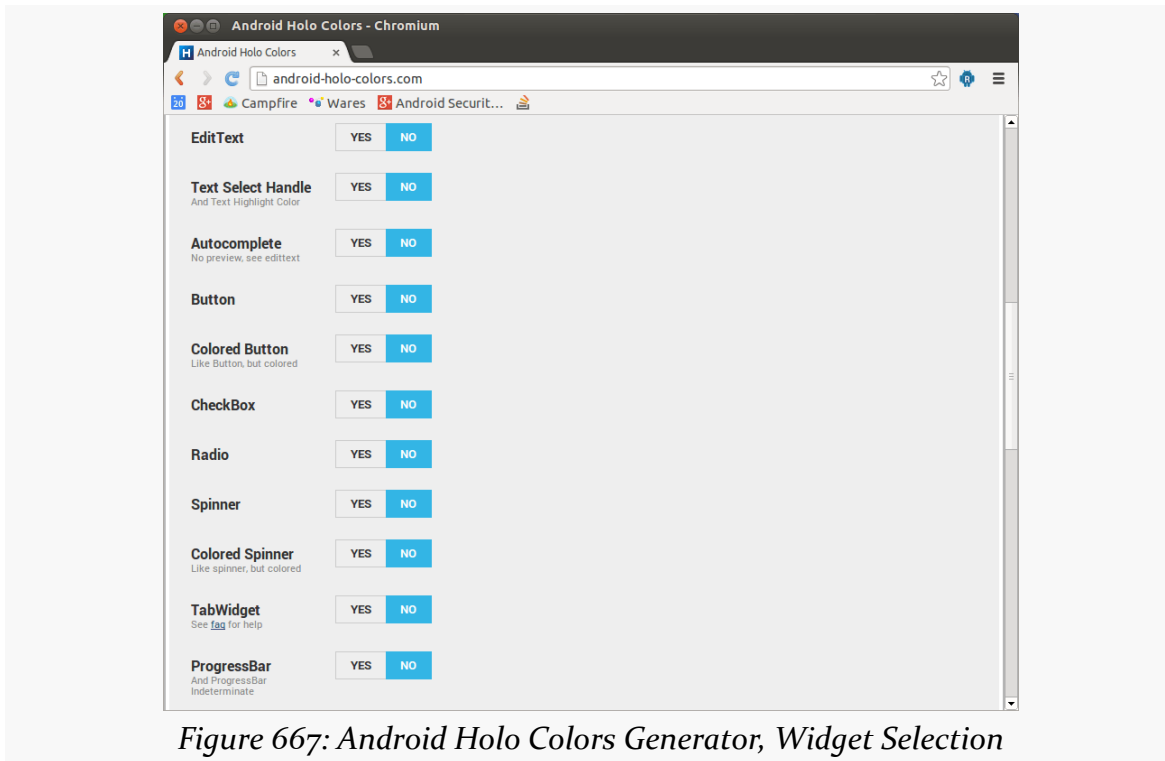 Android Holo Colors - Chromium
H Android Holo Colors ×
android-holo-colors.com
20 8+ Campfire Wares 8+ Android Securit...
EditText YES NO
Text Select Handle YES NO
And Text Highlight Color
Autocomplete YES NO
No preview, see edittext
Button YES NO
Colored Button YES NO
Like Button, but colored
CheckBox YES NO
Radio YES NO
Spinner YES NO
Colored Spinner YES NO
Like spinner, but colored
TabWidget YES NO
See faq for help
ProgressBar YES NO
And ProgressBar
Indeterminate
Figure 667: Android Holo Colors Generator, Widget Selection